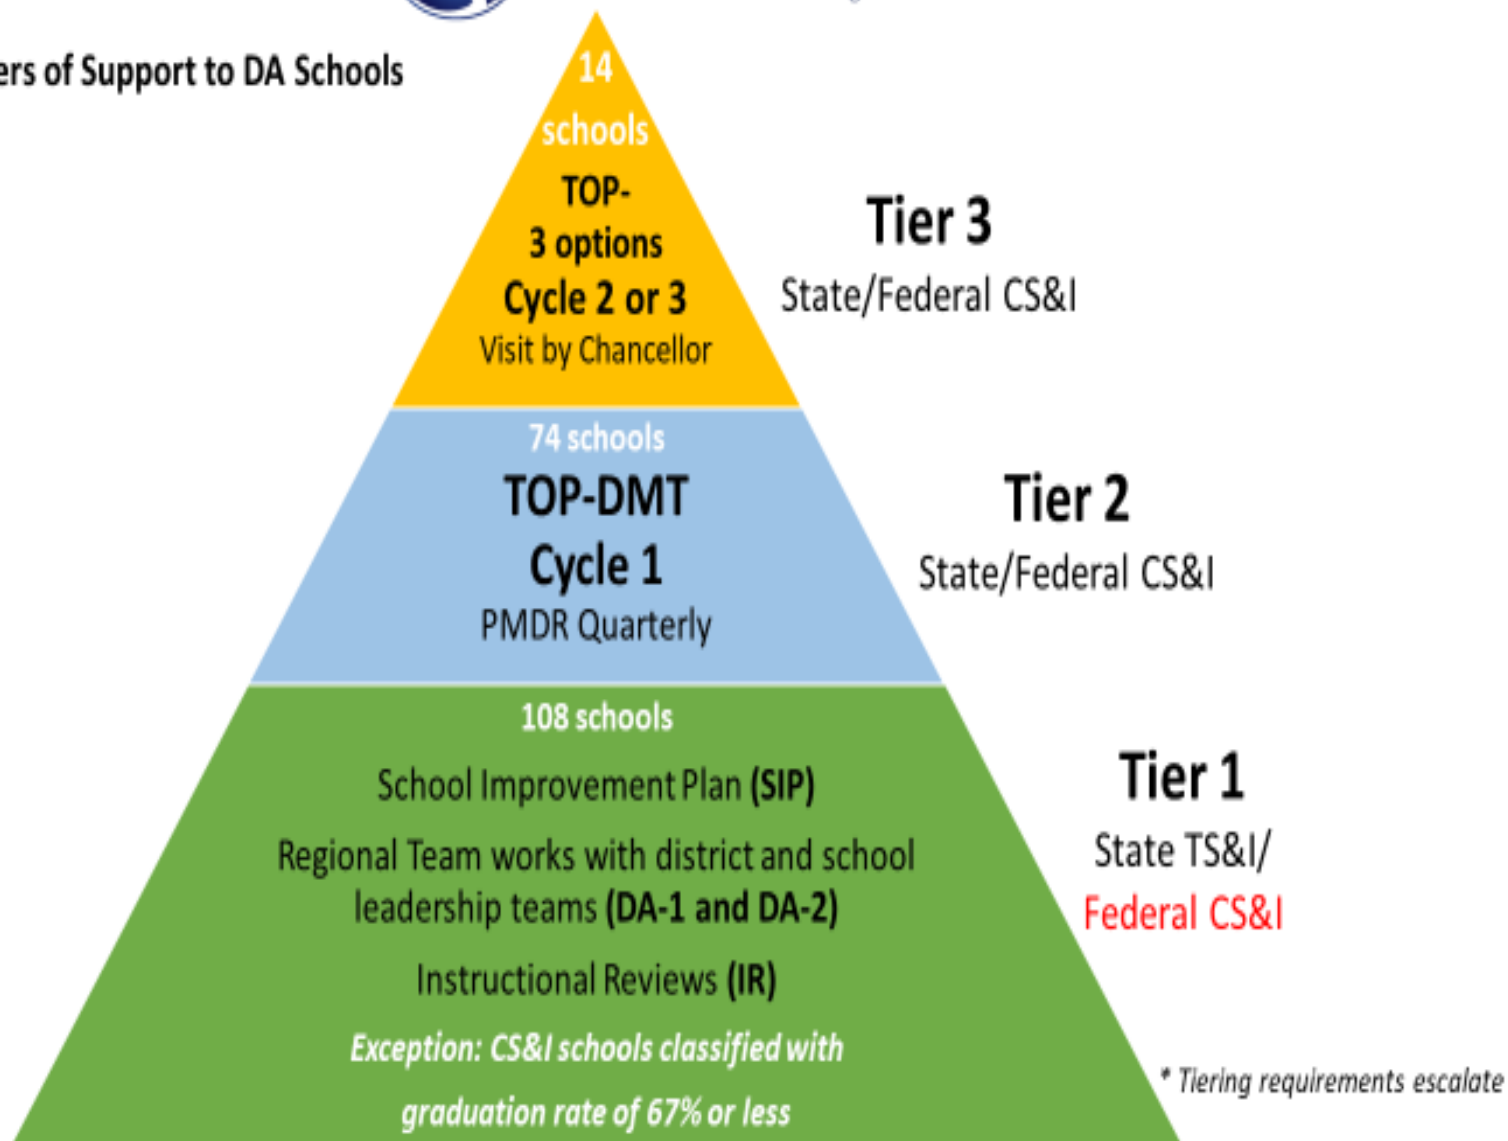 ers of Support to DA Schools
14
schools
TOP-
3 options
Cycle 2 or 3
Visit by Chancellor
Tier 3
State/Federal CS&I
74 schools
TOP-DMT
Cycle 1
PMDR Quarterly
Tier 2
State/Federal CS&I
108 schools
School Improvement Plan (SIP)
Regional Team works with district and school
leadership teams (DA-1 and DA-2)
Instructional Reviews (IR)
Exception: CS&I schools classified with
graduation rate of 67% or less
Tier 1
State TS&I/
Federal CS&I
* Tiering requirements escalate